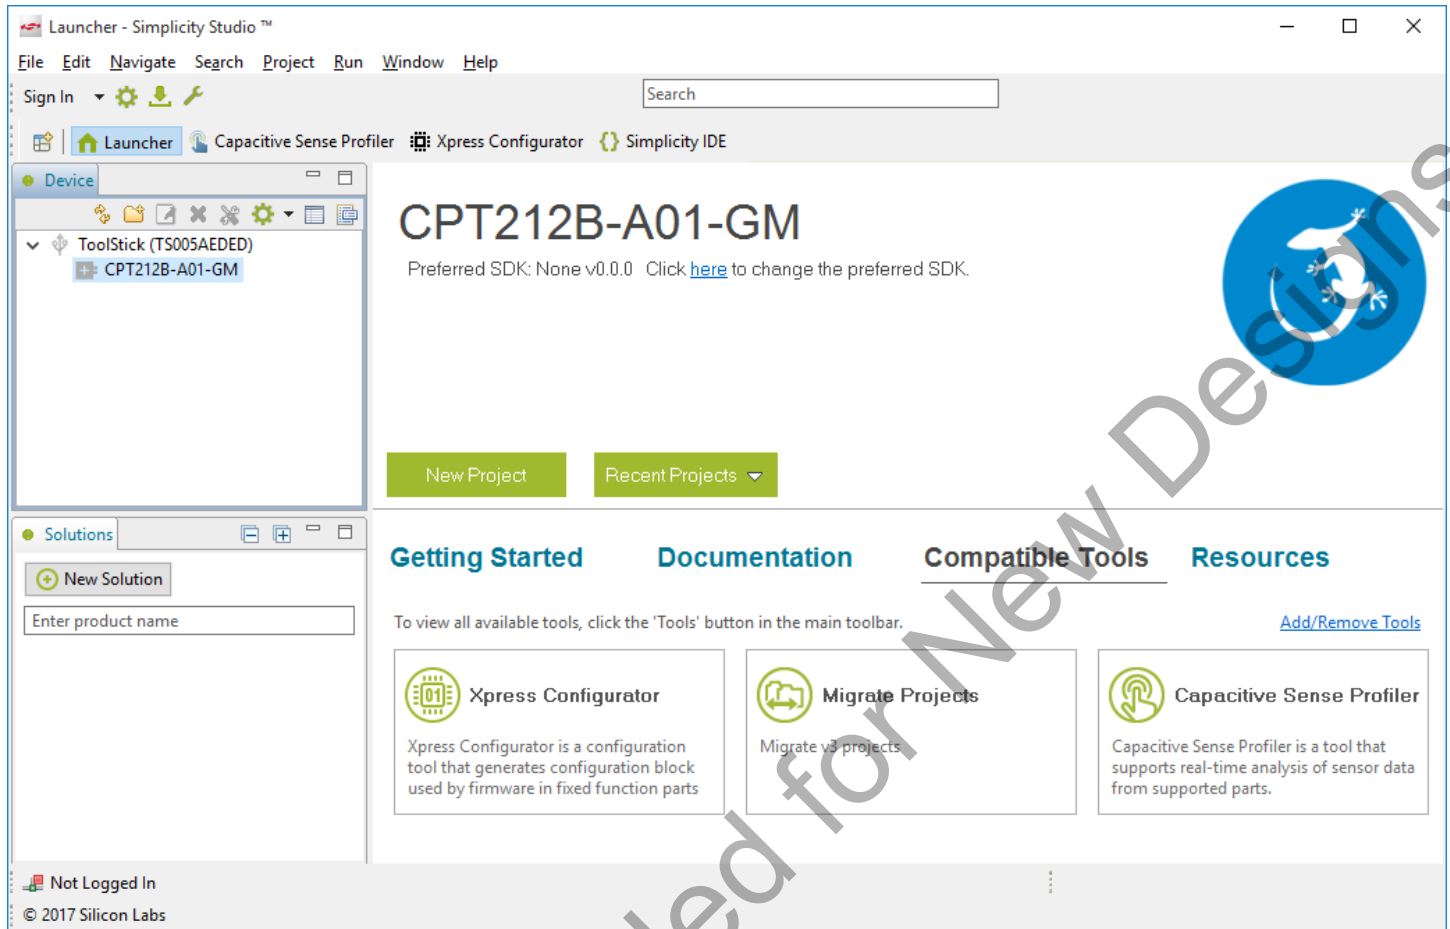 Launcher - Simplicity Studio ™
File Edit Navigate Search Project Run Window Help
Sign In
Search
Launcher Capacitive Sense Profiler Xpress Configurator Simplicity IDE
Device
ToolStick (TS005AEDED)
CPT212B-A01-GM
CPT212B-A01-GM
Preferred SDK: None v0.0.0 Click here to change the preferred SDK.
New Project
Recent Projects
Solutions
New Solution
Enter product name
Getting Started
Documentation
Compatible Tools
Resources
To view all available tools, click the 'Tools' button in the main toolbar.
Add/Remove Tools
Xpress Configurator
Xpress Configurator is a configuration
tool that generates configuration block
used by firmware in fixed function parts
Migrate Projects
Migrate v3 projects
Capacitive Sense Profiler
Capacitive Sense Profiler is a tool that
supports real-time analysis of sensor data
from supported parts.
Not Logged In
© 2017 Silicon Labs
for New Designs